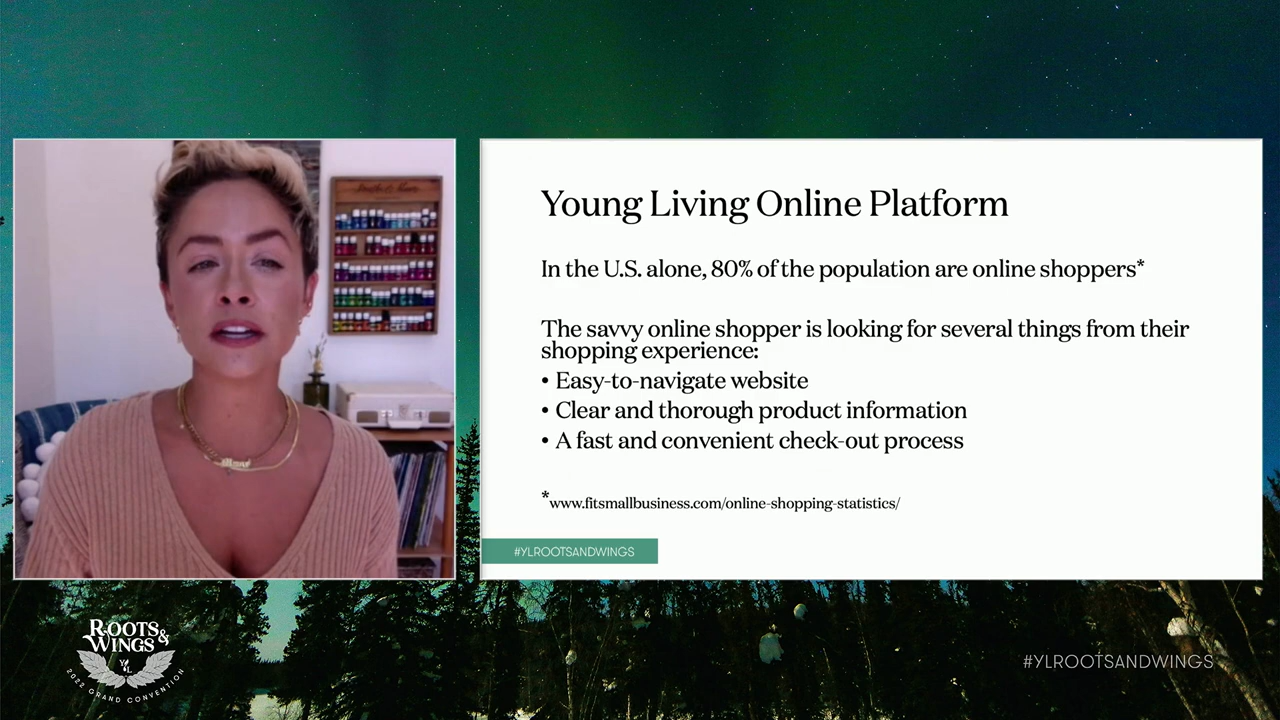 Young Living Online Platform
In the U.S. alone, 80% of the population are online shoppers*
The savvy online shopper is looking for several things from their
shopping experience:
• Easy-to-navigate website
• Clear and thorough product information
• A fast and convenient check-out process
*www.fitsmallbusiness.com/online-shopping-statistics/
#YLROOTSANDWINGS
ROOTS &
WINGS
YL
2022 GRAND CONVENTION
#YLROOTSANDWINGS